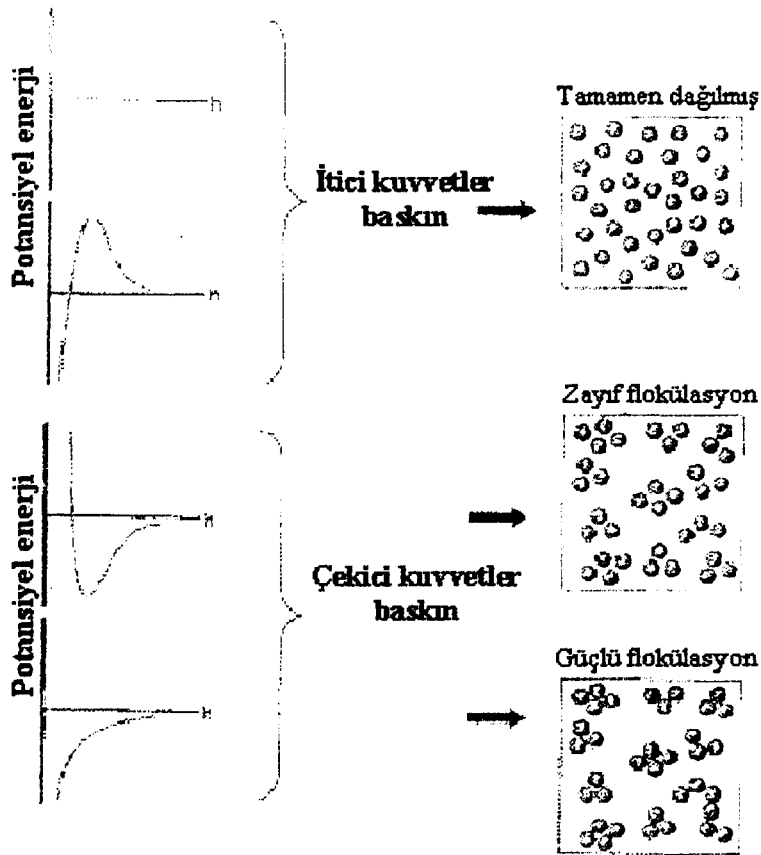 Potansiyel enerji
h
İtici kuvvetler
baskın
Tamamen dağılmış
h
Potansiyel enerji
h
Çekici kuvvetler
baskın
Zayıf flokülasyon
Güçlü flokülasyon